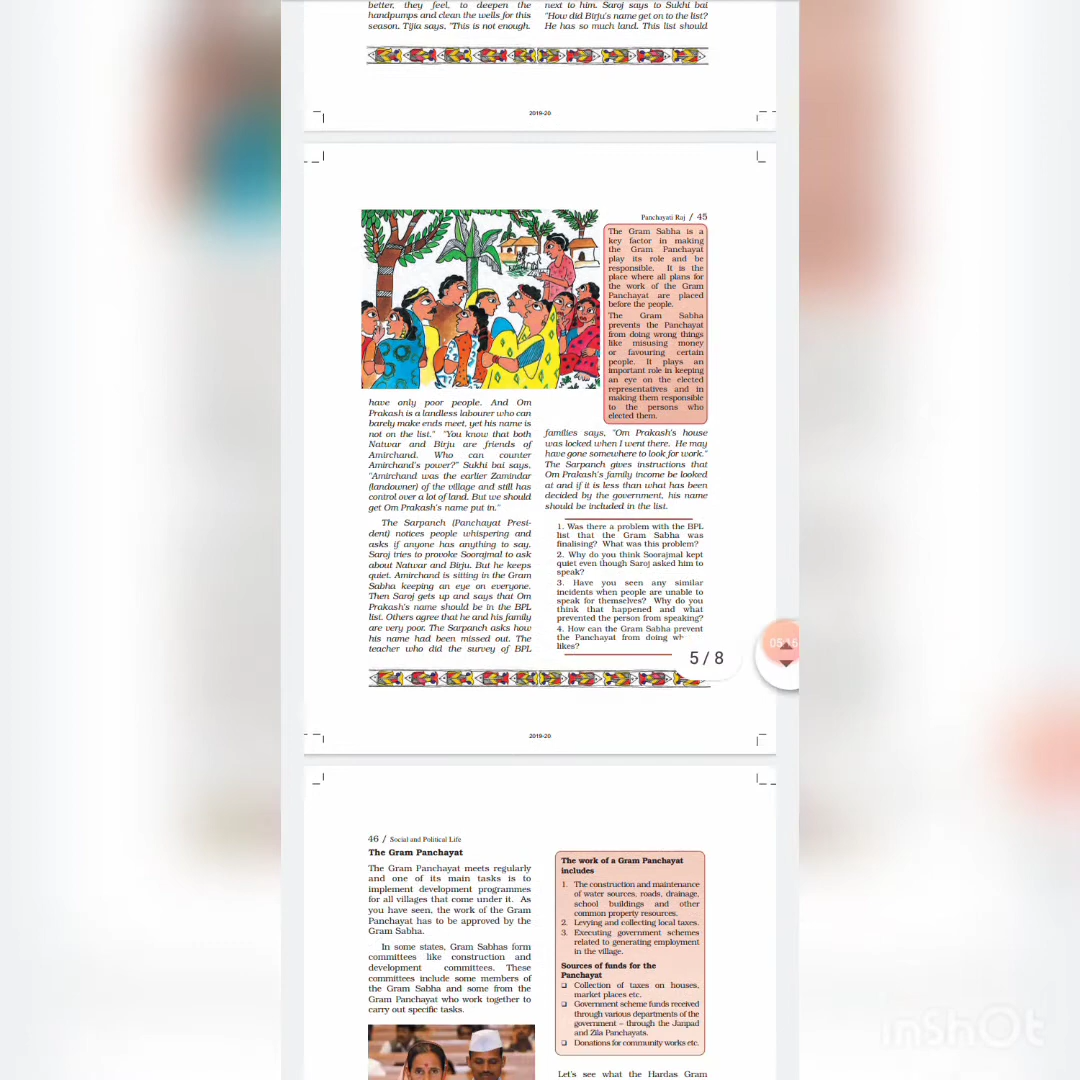 better, they feel, to deepen the
handpumps and clean the wells for this
season. Tijia says, "This is not enough.
next to him. Saroj says to Sukhi bai
"How did Birju's name get on to the list?
He has so much land. This list should
2019-20
Panchayati Raj / 45
The Gram Sabha is a
key factor in making
the Gram Panchayat
play its role and be
responsible. It is the
place where all plans for
the work of the Gram
Panchayat are placed
before the people.
The Gram Sabha
prevents the Panchayat
from doing wrong things
like misusing money
or favouring certain
people. It plays an
important role in keeping
an eye on the elected
representatives and in
making them responsible
to the persons who
elected them.
have only poor people. And Om
Prakash is a landless labourer who can
barely make ends meet, yet his name is
not on the list." "You know that both
Natwar and Birju are friends of
Amirchand. Who can counter
Amirchand's power?" Sukhi bai says,
"Amirchand was the earlier Zamindar
(landowner) of the village and still has
control over a lot of land. But we should
get Om Prakash's name put in."
The Sarpanch (Panchayat Presi-
dent) notices people whispering and
asks if anyone has anything to say.
Saroj tries to provoke Soorajmal to ask
about Natwar and Birju. But he keeps
quiet. Amirchand is sitting in the Gram
Sabha keeping an eye on everyone.
Then Saroj gets up and says that Om
Prakash's name should be in the BPL
list. Others agree that he and his family
are very poor. The Sarpanch asks how
his name had been missed out. The
teacher who did the survey of BPL
families says, "Om Prakash's house
was locked when I went there. He may
have gone somewhere to look for work."
The Sarpanch gives instructions that
Om Prakash's family income be looked
at and if it is less than what has been
decided by the government, his name
should be included in the list.
1. Was there a problem with the BPL
list that the Gram Sabha was
finalising? What was this problem?
2. Why do you think Soorajmal kept
quiet even though Saroj asked him to
speak?
3. Have you seen any similar
incidents when people are unable to
speak for themselves? Why do you
think that happened and what
prevented the person from speaking?
4. How can the Gram Sabha prevent
the Panchayat from doing wh
likes?
05:16
5 / 8
2019-20
46 / Social and Political Life
The Gram Panchayat
The Gram Panchayat meets regularly
and one of its main tasks is to
implement development programmes
for all villages that come under it. As
you have seen, the work of the Gram
Panchayat has to be approved by the
Gram Sabha.
In some states, Gram Sabhas form
committees like construction and
development committees. These
committees include some members of
the Gram Sabha and some from the
Gram Panchayat who work together to
carry out specific tasks.
The work of a Gram Panchayat
includes
1. The construction and maintenance
of water sources, roads, drainage,
school buildings and other
common property resources.
2. Levying and collecting local taxes.
3. Executing government schemes
related to generating employment
in the village.
Sources of funds for the
Panchayat
❑ Collection of taxes on houses,
market places etc.
❑ Government scheme funds received
through various departments of the
government – through the Janpad
and Zila Panchayats.
❑ Donations for community works etc.
Let's see what the Hardas Gram
mShOt